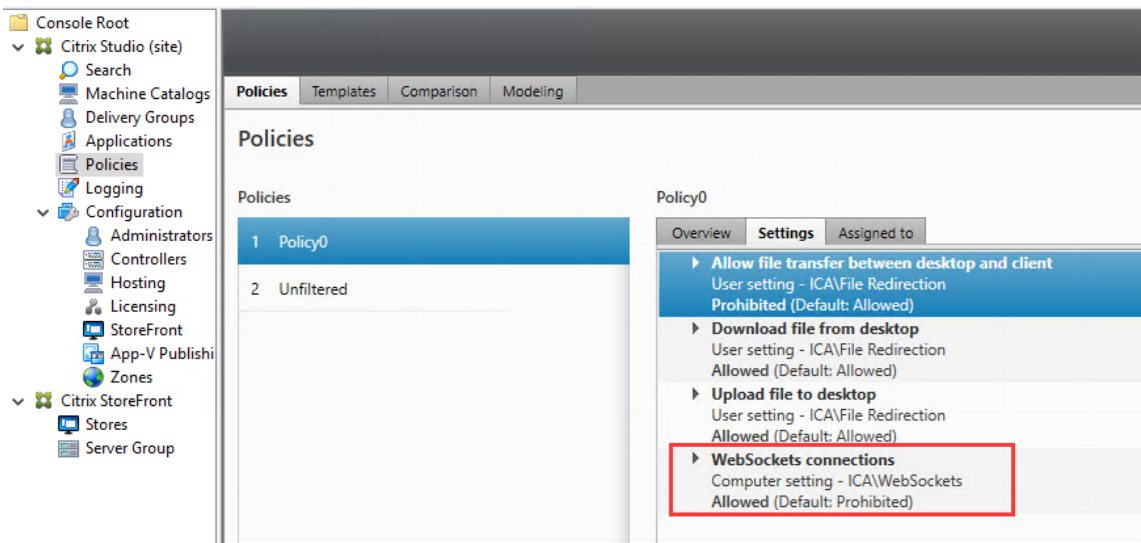 Console Root
Citrix Studio (site)
Search
Machine Catalogs
Delivery Groups
Applications
Policies
Logging
Configuration
Administrators
Controllers
Hosting
Licensing
StoreFront
App-V Publishi
Zones
Citrix StoreFront
Stores
Server Group
Policies Templates Comparison Modeling
Policies
Policies
1 Policy0
2 Unfiltered
Policy0
Overview Settings Assigned to
Allow file transfer between desktop and client
User setting - ICA\File Redirection
Prohibited (Default: Allowed)
Download file from desktop
User setting - ICA\File Redirection
Allowed (Default: Allowed)
Upload file to desktop
User setting - ICA\File Redirection
Allowed (Default: Allowed)
WebSockets connections
Computer setting - ICA\WebSockets
Allowed (Default: Prohibited)